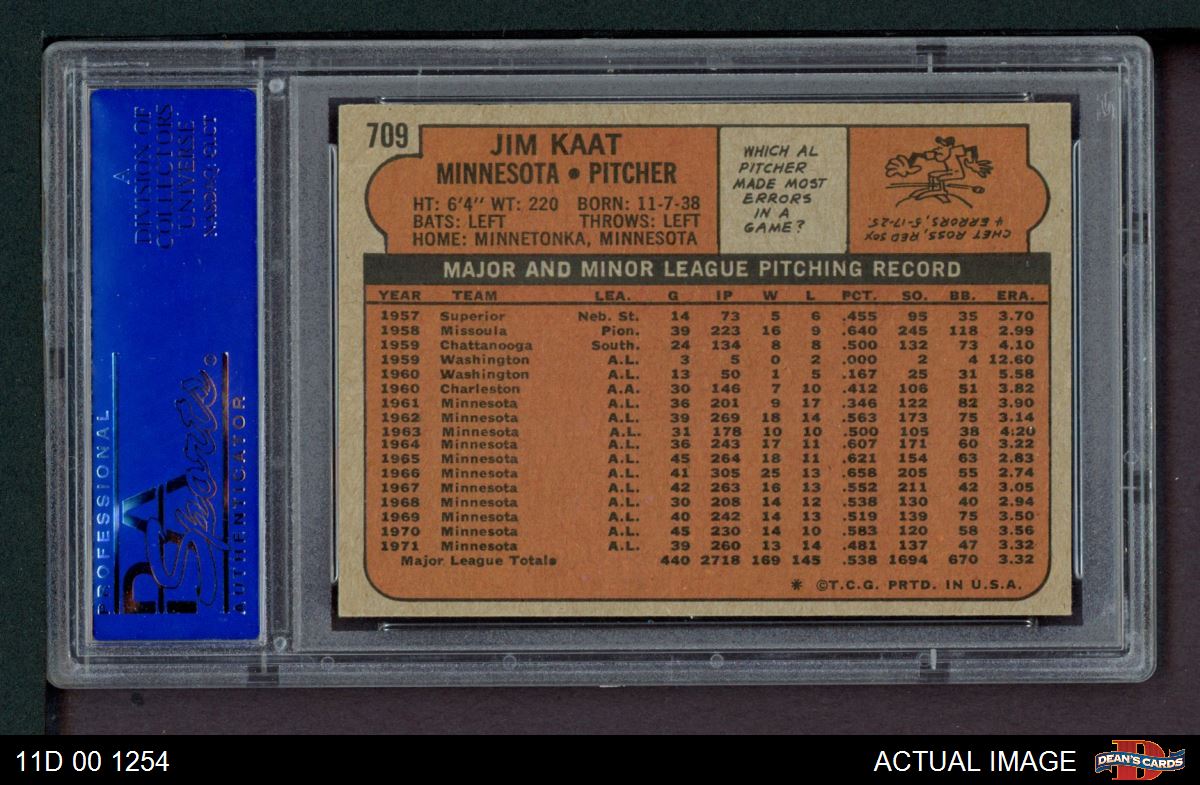 A
DIVISION OF
COLLECTORS
UNIVERSE
NASDAQ: CLCT
PROFESSIONAL
PSA
Sports
AUTHENTICATOR
709
JIM KAAT
MINNESOTA • PITCHER
HT: 6'4" WT: 220 BORN: 11-7-38
BATS: LEFT THROWS: LEFT
HOME: MINNETONKA, MINNESOTA
WHICH AL
PITCHER
MADE MOST
ERRORS
IN A
GAME?
CHET ROSS, RED SOX
4 ERRORS, 5-17-25.
MAJOR AND MINOR LEAGUE PITCHING RECORD
YEAR TEAM LEA. G IP W L PCT. SO. BB. ERA.
1957 Superior Neb. St. 14 73 5 6 .455 95 35 3.70
1958 Missoula Pion. 39 223 16 9 .640 245 118 2.99
1959 Chattanooga South. 24 134 8 8 .500 132 73 4.10
1959 Washington A.L. 3 5 0 2 .000 2 4 12.60
1960 Washington A.L. 13 50 1 5 .167 25 31 5.58
1960 Charleston A.A. 30 146 7 10 .412 106 51 3.82
1961 Minnesota A.L. 36 201 9 17 .346 122 82 3.90
1962 Minnesota A.L. 39 269 18 14 .563 173 75 3.14
1963 Minnesota A.L. 31 178 10 10 .500 105 38 4.20
1964 Minnesota A.L. 36 243 17 11 .607 171 60 3.22
1965 Minnesota A.L. 45 264 18 11 .621 154 63 2.83
1966 Minnesota A.L. 41 305 25 13 .658 205 55 2.74
1967 Minnesota A.L. 42 263 16 13 .552 211 42 3.05
1968 Minnesota A.L. 30 208 14 12 .538 130 40 2.94
1969 Minnesota A.L. 40 242 14 13 .519 139 75 3.50
1970 Minnesota A.L. 45 230 14 10 .583 120 58 3.56
1971 Minnesota A.L. 39 260 13 14 .481 137 47 3.32
Major League Totals 440 2718 169 145 .538 1694 670 3.32
* ©T.C.G. PRTD. IN U.S.A.
11D 00 1254
ACTUAL IMAGE
D
DEAN'S CARDS